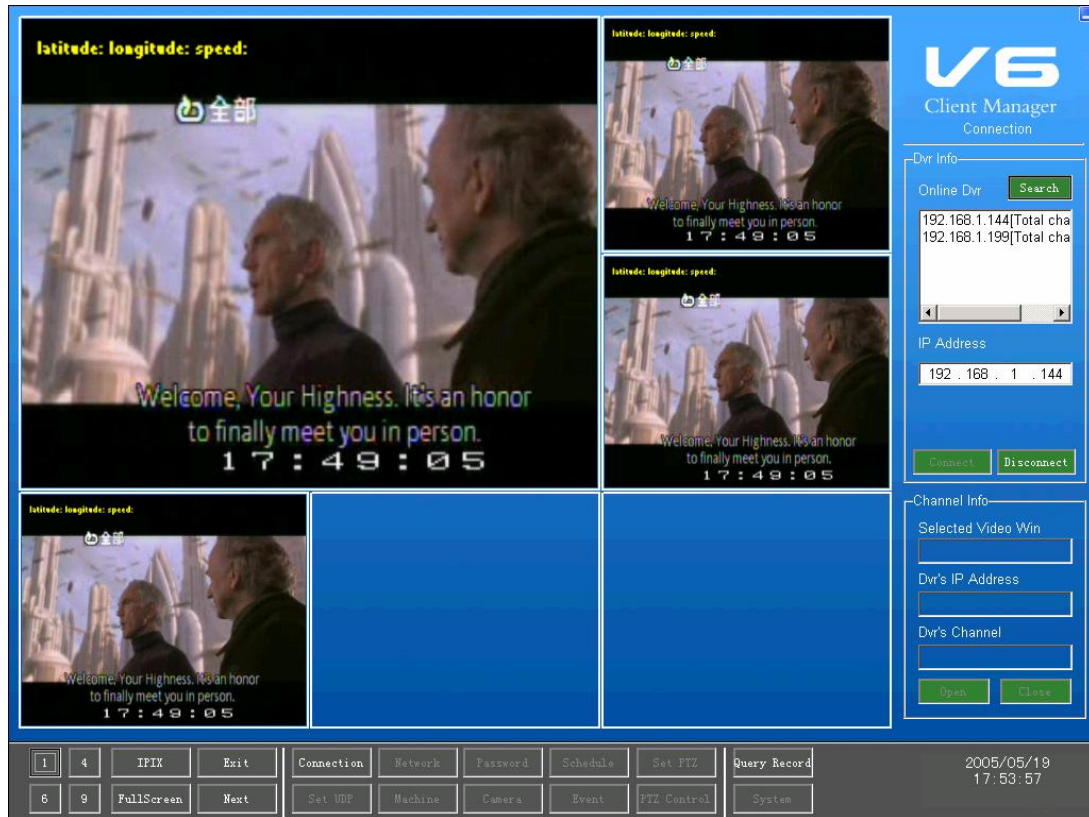 latitude: longitude: speed:
全部
Welcome, Your Highness. It's an honor
to finally meet you in person.
17:49:05
latitude: longitude: speed:
全部
Welcome, Your Highness. It's an honor
to finally meet you in person.
17:49:05
latitude: longitude: speed:
全部
Welcome, Your Highness. It's an honor
to finally meet you in person.
17:49:05
latitude: longitude: speed:
全部
Welcome, Your Highness. It's an honor
to finally meet you in person.
17:49:05
V6
Client Manager
Connection
Dvr Info
Online Dvr Search
192.168.1.144[Total cha
192.168.1.199[Total cha
IP Address
192 . 168 . 1 . 144
Connect Disconnect
Channel Info
Selected Video Win
Dvr's IP Address
Dvr's Channel
Open Close
1 4 IPIX Exit Connection Network Password Schedule Set PTZ Query Record
6 9 FullScreen Next Set UDP Machine Camera Event PTZ Control System
2005/05/19
17:53:57